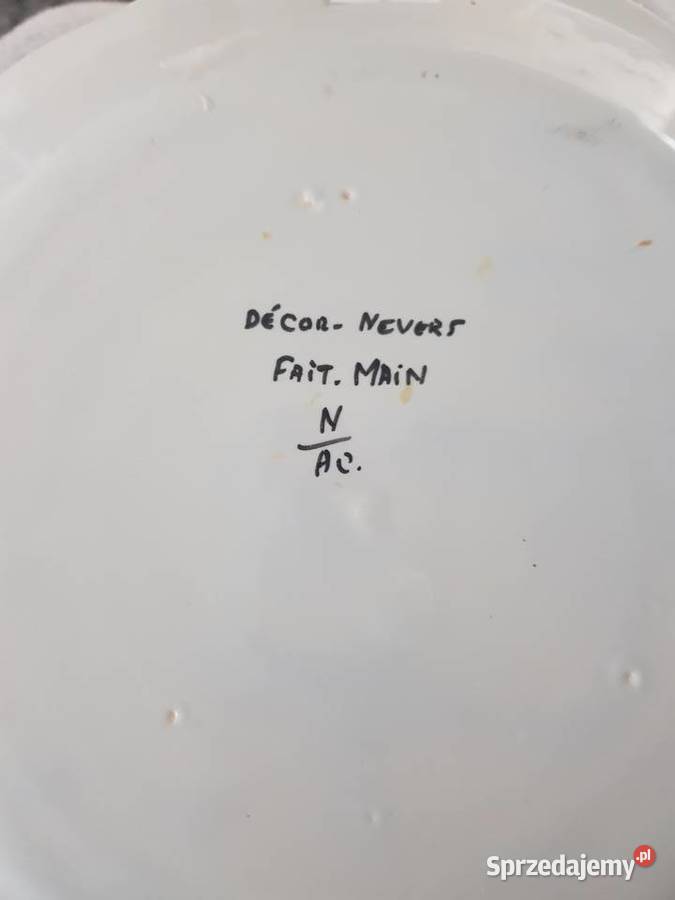 DÉCOR- NEVERS
FAIT. MAIN
N
AC.
Sprzedajemy.pl